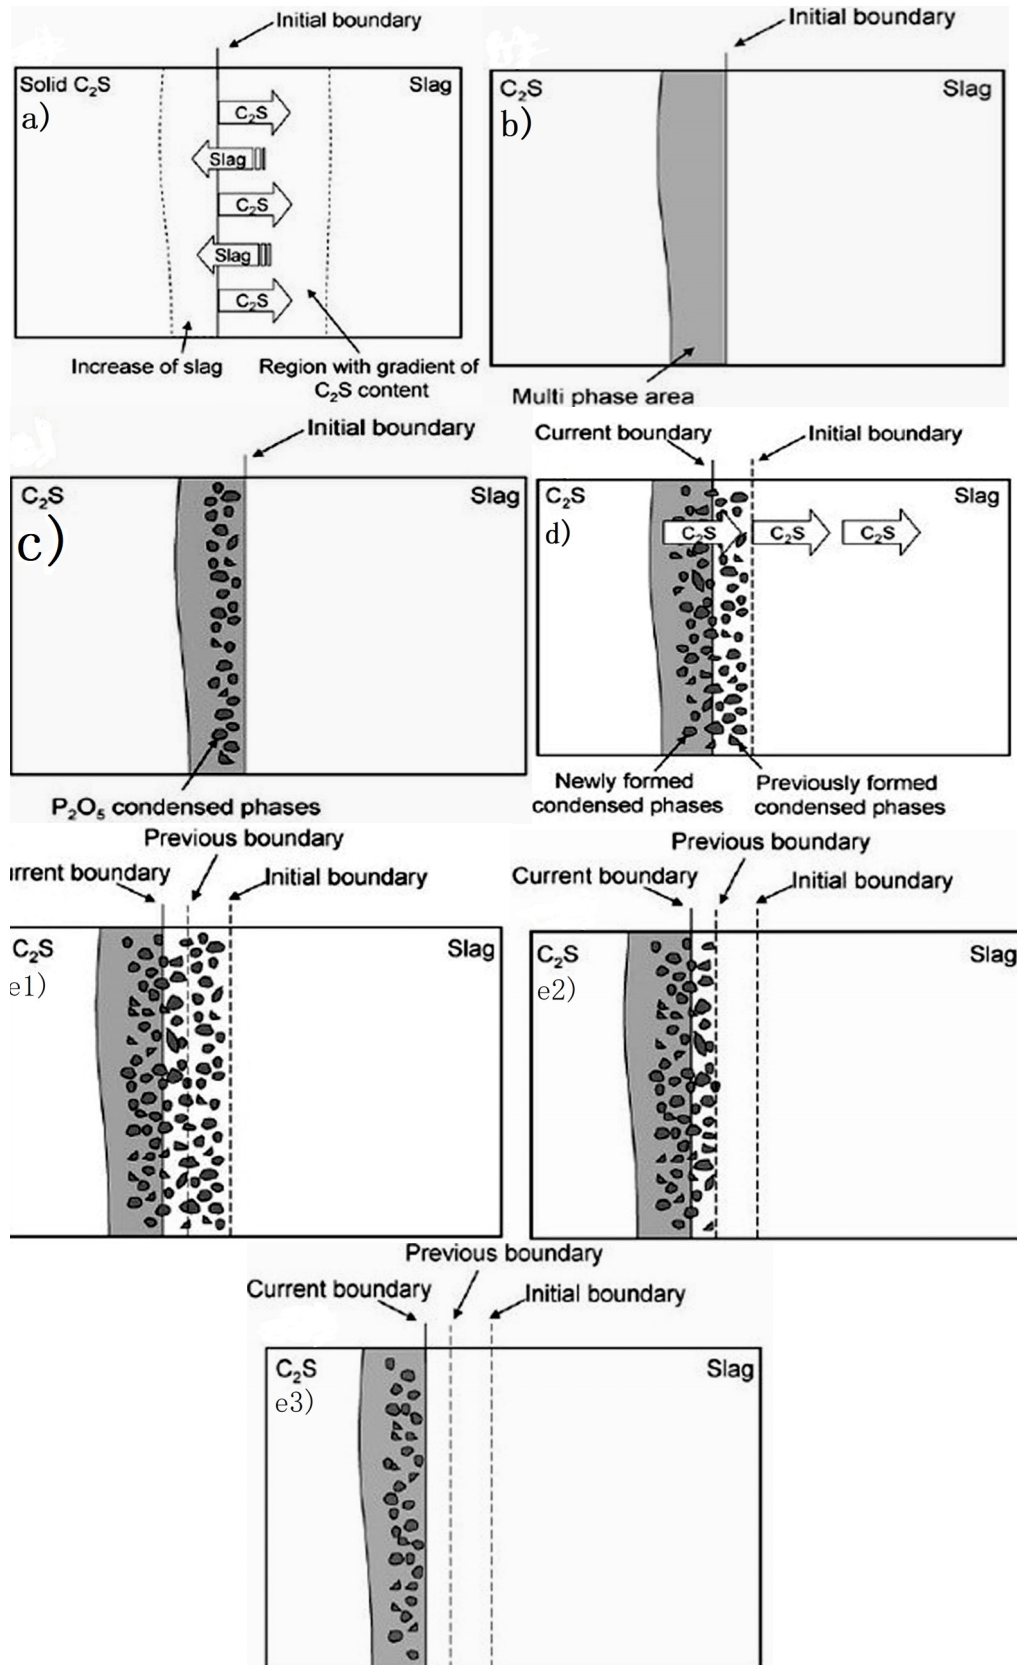 Initial boundary
Solid C₂S
Slag
a)
C₂S
Slag
C₂S
Slag
C₂S
Increase of slag
Region with gradient of
C₂S content
Initial boundary
C₂S
Slag
b)
Multi phase area
Initial boundary
C₂S
Slag
c)
P₂O₅ condensed phases
Current boundary
Initial boundary
C₂S
Slag
d)
C₂S
C₂S
C₂S
Newly formed
condensed phases
Previously formed
condensed phases
Previous boundary
urrent boundary
Initial boundary
C₂S
Slag
e1)
Previous boundary
Current boundary
Initial boundary
C₂S
Slag
e2)
Previous boundary
Current boundary
Initial boundary
C₂S
Slag
e3)